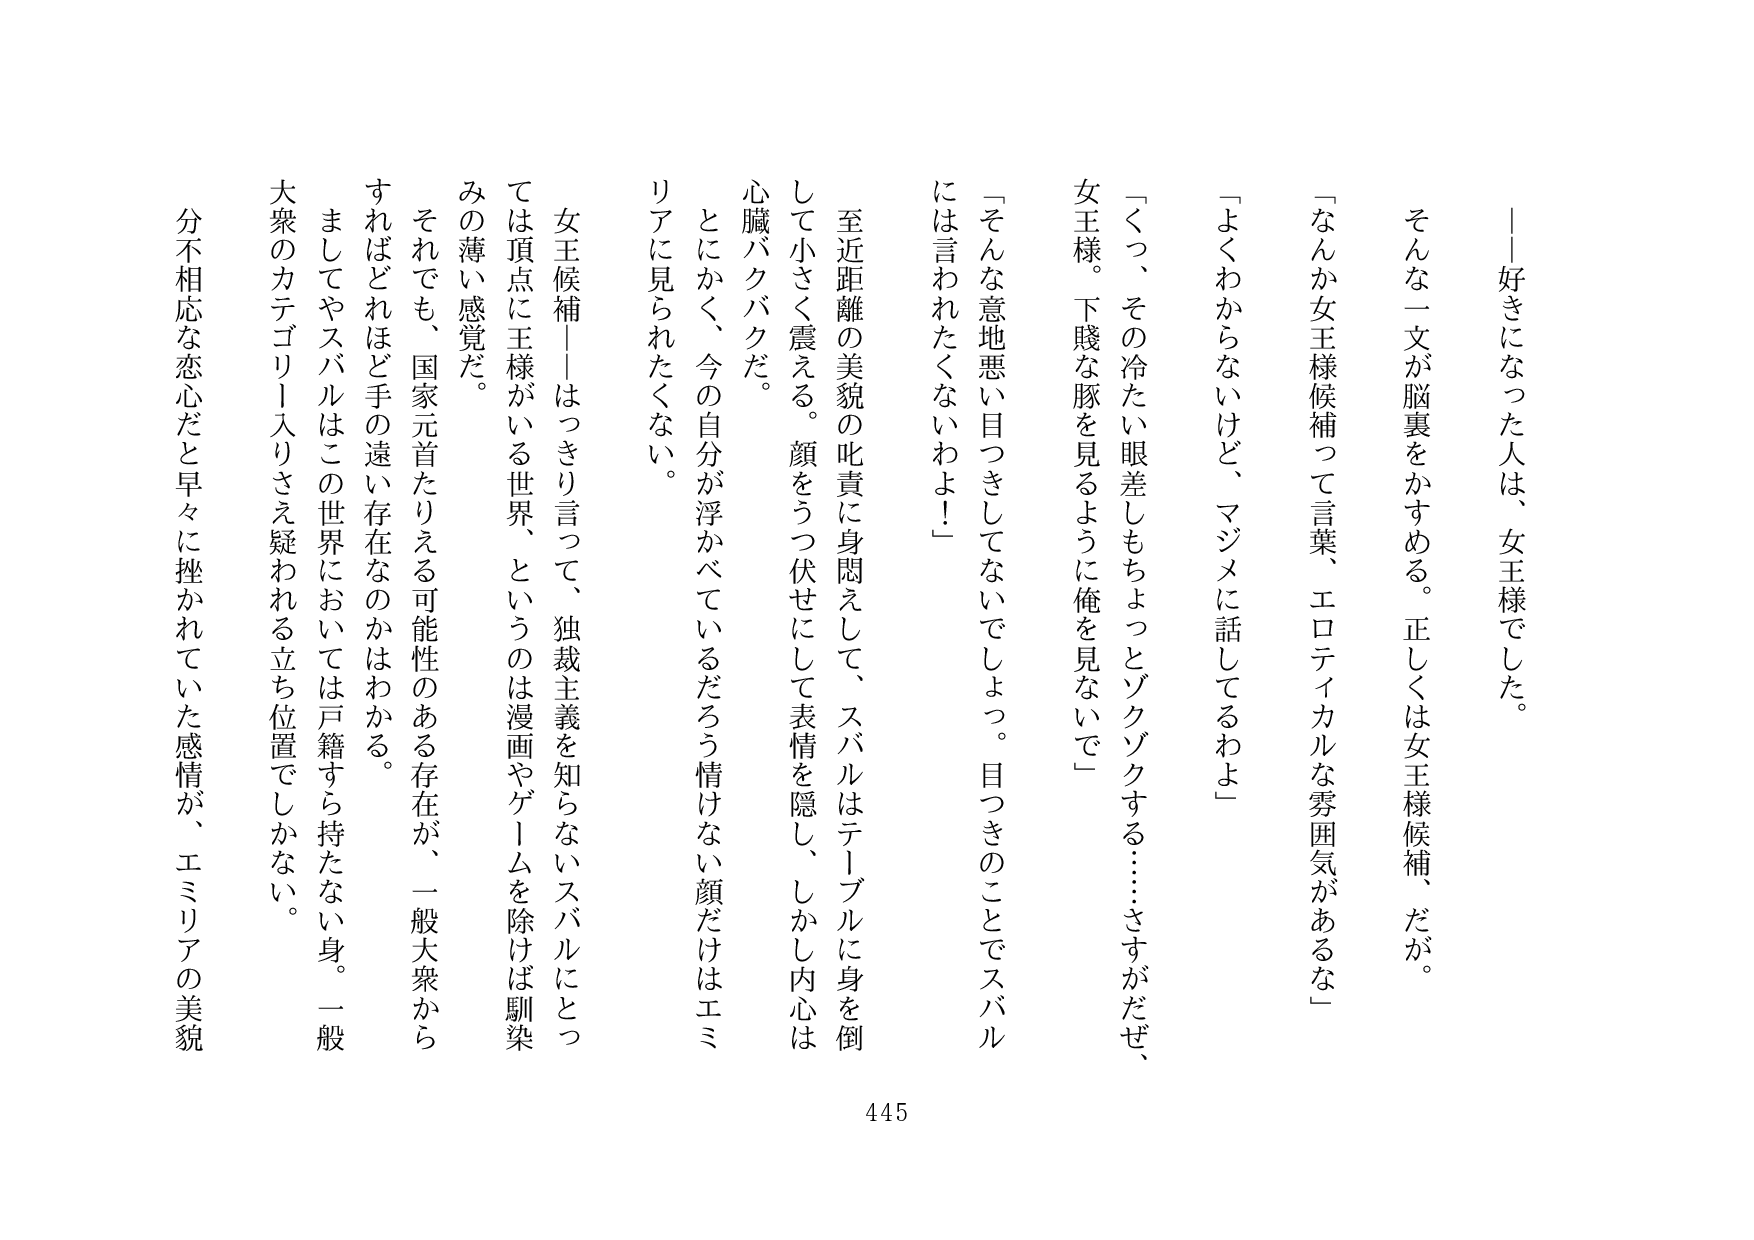 ――好きになった人は、女王様でした。
そんな一文が脳裏をかすめる。正しくは女王様候補、だが。
「なんか女王様候補って言葉、エロティカルな雰囲気があるな」
「よくわからないけど、マジメに話してるわよ」
「くっ、その冷たい眼差しもちょっとゾクゾクする……さすがだぜ、
女王様。下賤な豚を見るように俺を見ないで」
「そんな意地悪い目つきしてないでしょっ。目つきのことでスバル
には言われたくないわよ！」
至近距離の美貌の叱責に身悶えして、スバルはテーブルに身を倒
して小さく震える。顔をうつ伏せにして表情を隠し、しかし内心は
心臓バクバクだ。
とにかく、今の自分が浮かべているだろう情けない顔だけはエミ
リアに見られたくない。
女王候補――はっきり言って、独裁主義を知らないスバルにとっ
ては頂点に王様がいる世界、というのは漫画やゲームを除けば馴染
みの薄い感覚だ。
それでも、国家元首たりえる可能性のある存在が、一般大衆から
すればどれほど手の遠い存在なのかはわかる。
ましてやスバルはこの世界においては戸籍すら持たない身。一般
大衆のカテゴリー入りさえ疑われる立ち位置でしかない。
分不相応な恋心だと早々に挫かれていた感情が、エミリアの美貌
445